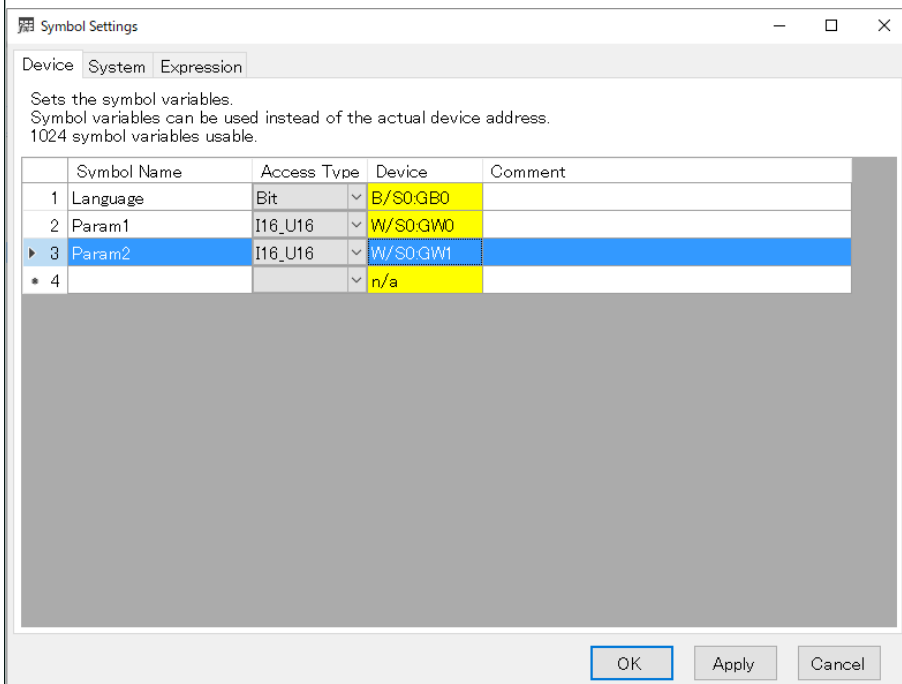 Symbol Settings
Device System Expression
Sets the symbol variables.
Symbol variables can be used instead of the actual device address.
1024 symbol variables usable.
Symbol Name Access Type Device Comment
1 Language Bit B/S0:GB0
2 Param1 I16_U16 W/S0:GW0
3 Param2 I16_U16 W/S0:GW1
* 4 n/a
OK Apply Cancel